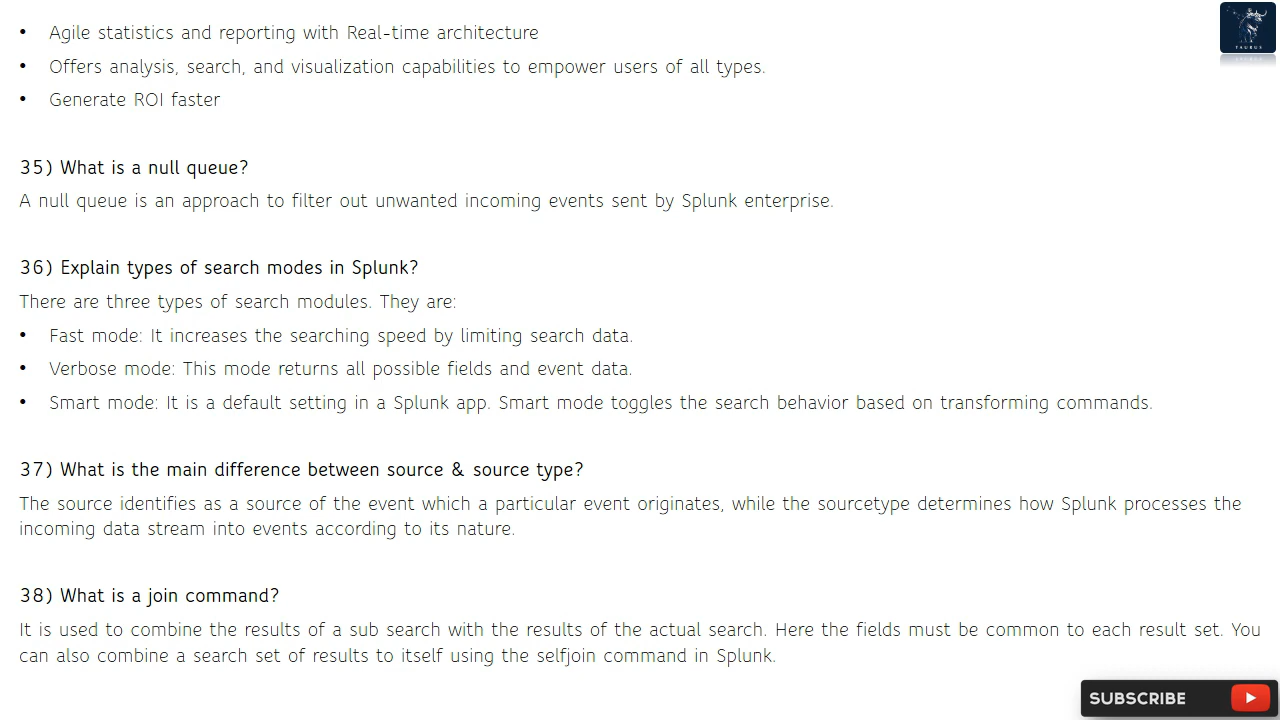 • Agile statistics and reporting with Real-time architecture
• Offers analysis, search, and visualization capabilities to empower users of all types.
• Generate ROI faster
35) What is a null queue?
A null queue is an approach to filter out unwanted incoming events sent by Splunk enterprise.
36) Explain types of search modes in Splunk?
There are three types of search modules. They are:
• Fast mode: It increases the searching speed by limiting search data.
• Verbose mode: This mode returns all possible fields and event data.
• Smart mode: It is a default setting in a Splunk app. Smart mode toggles the search behavior based on transforming commands.
37) What is the main difference between source & source type?
The source identifies as a source of the event which a particular event originates, while the sourcetype determines how Splunk processes the
incoming data stream into events according to its nature.
38) What is a join command?
It is used to combine the results of a sub search with the results of the actual search. Here the fields must be common to each result set. You
can also combine a search set of results to itself using the selfjoin command in Splunk.
TAURUS
SUBSCRIBE